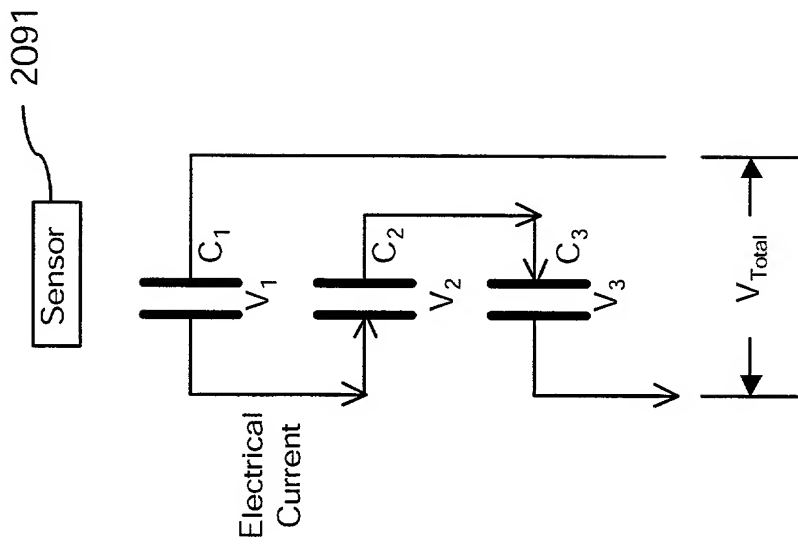 2091
Sensor
C1
V1
C2
V2
C3
V3
Electrical
Current
VTotal